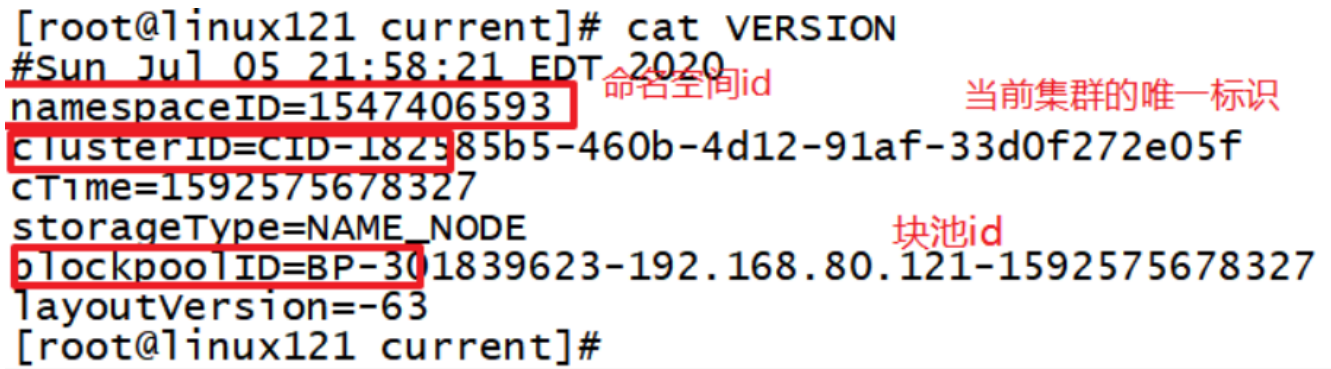 [root@linux121 current]# cat VERSION
#Sun Jul 05 21:58:21 EDT 2020
namespaceID=1547406593 命名空间id
当前集群的唯一标识
clusterID=CID-182585b5-460b-4d12-91af-33d0f272e05f
cTime=1592575678327
storageType=NAME_NODE 块池id
blockpoolID=BP-301839623-192.168.80.121-1592575678327
layoutVersion=-63
[root@linux121 current]#